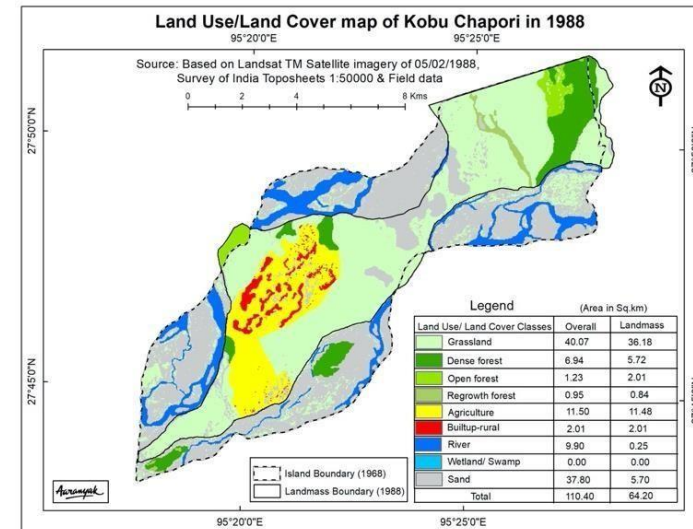 Land Use/Land Cover map of Kobu Chapori in 1988
95°20'0"E 95°25'0"E
Source: Based on Landsat TM Satellite imagery of 05/02/1988,
Survey of India Toposheets 1:50000 & Field data
0 2 4 8 Kms
N
27°50'0"N
27°45'0"N
Legend (Area in Sq.km)
Land Use/ Land Cover Classes Overall Landmass
Grassland 40.07 36.18
Dense forest 6.94 5.72
Open forest 1.23 2.01
Regrowth forest 0.95 0.84
Agriculture 11.50 11.48
Builtup-rural 2.01 2.01
River 9.90 0.25
Wetland/ Swamp 0.00 0.00
Sand 37.80 5.70
Total 110.40 64.20
Island Boundary (1968)
Landmass Boundary (1988)
Aaranyak
95°20'0"E 95°25'0"E